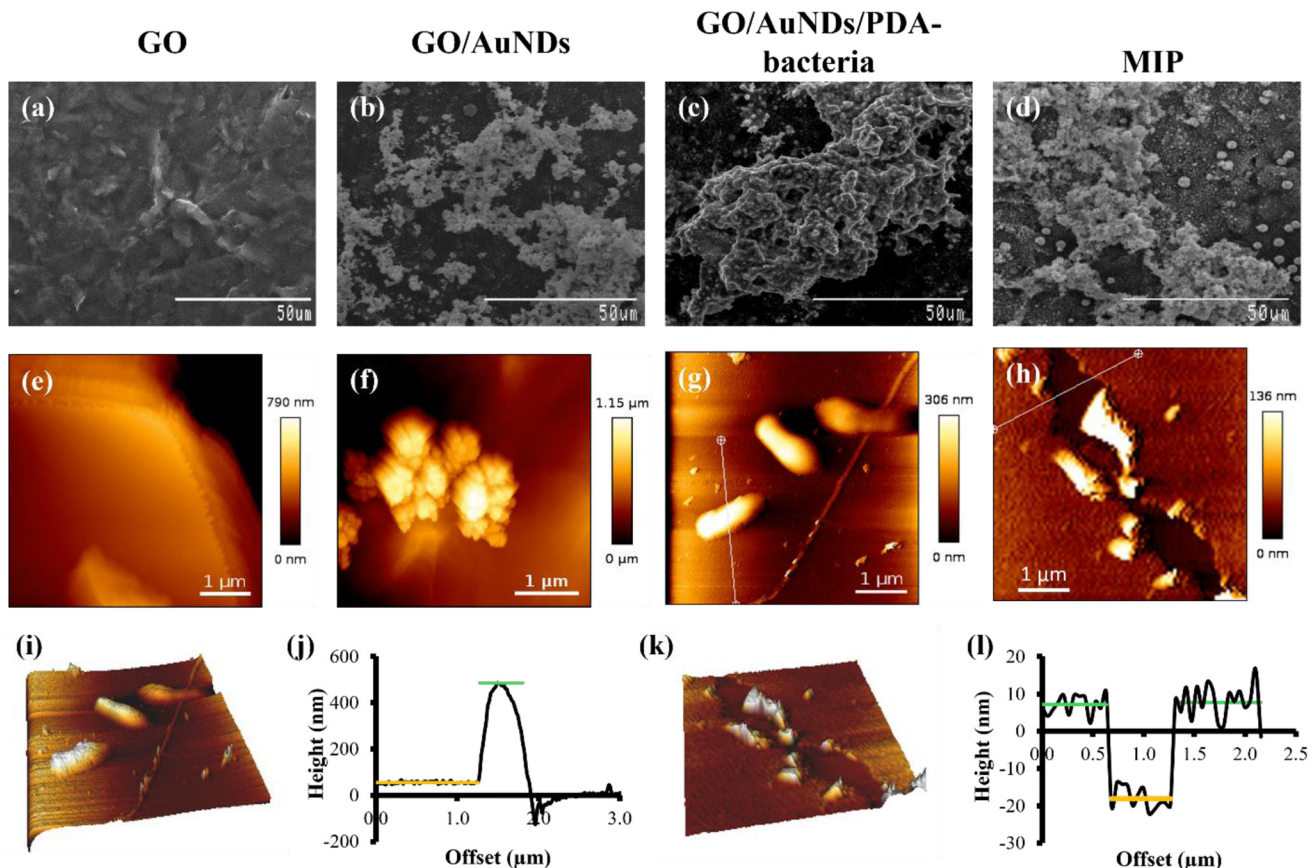 GO
GO/AuNDs
GO/AuNDs/PDA-
bacteria
MIP
(a)
50um
(b)
50um
(c)
50um
(d)
50um
(e)
790 nm
0 nm
1 μm
(f)
1.15 μm
0 μm
1 μm
(g)
306 nm
0 nm
1 μm
(h)
136 nm
0 nm
1 μm
(i)
(j)
600
400
200
0
-200
0.0
1.0
2.0
3.0
Height (nm)
Offset (μm)
(k)
(l)
20
10
0
-10
-20
-30
0.0
0.5
1.0
1.5
2.0
2.5
Height (nm)
Offset (μm)